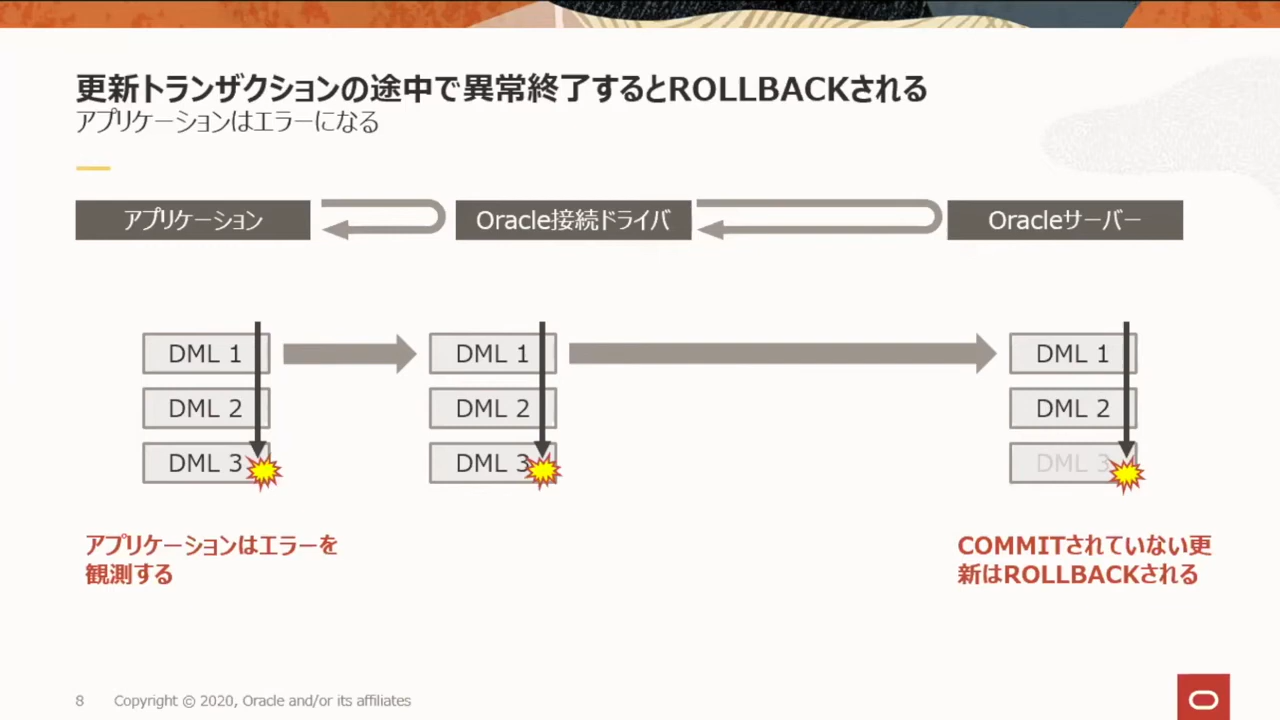 更新トランザクションの途中で異常終了するとROLLBACKされる
アプリケーションはエラーになる
アプリケーション
Oracle接続ドライバ
Oracleサーバー
DML 1
DML 1
DML 1
DML 2
DML 2
DML 2
DML 3
DML 3
DML 3
アプリケーションはエラーを
観測する
COMMITされていない更
新はROLLBACKされる
8
Copyright © 2020, Oracle and/or its affiliates